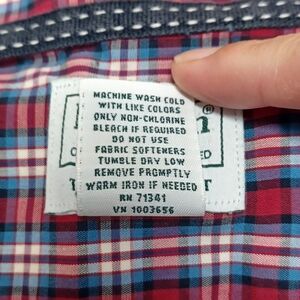 MACHINE WASH COLD
WITH LIKE COLORS
ONLY NON-CHLORINE
BLEACH IF REQUIRED
DO NOT USE
FABRIC SOFTENERS
TUMBLE DRY LOW
REMOVE PROMPTLY
WARM IRON IF NEEDED
RN 71341
VN 1003656